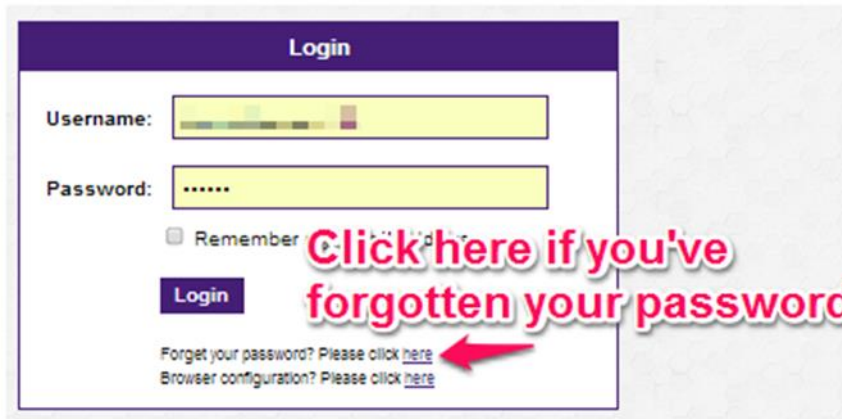 Login
Username:
Password: ••••••
Remember
Click here if you've
forgotten your password
Login
Forget your password? Please click here
Browser configuration? Please click here